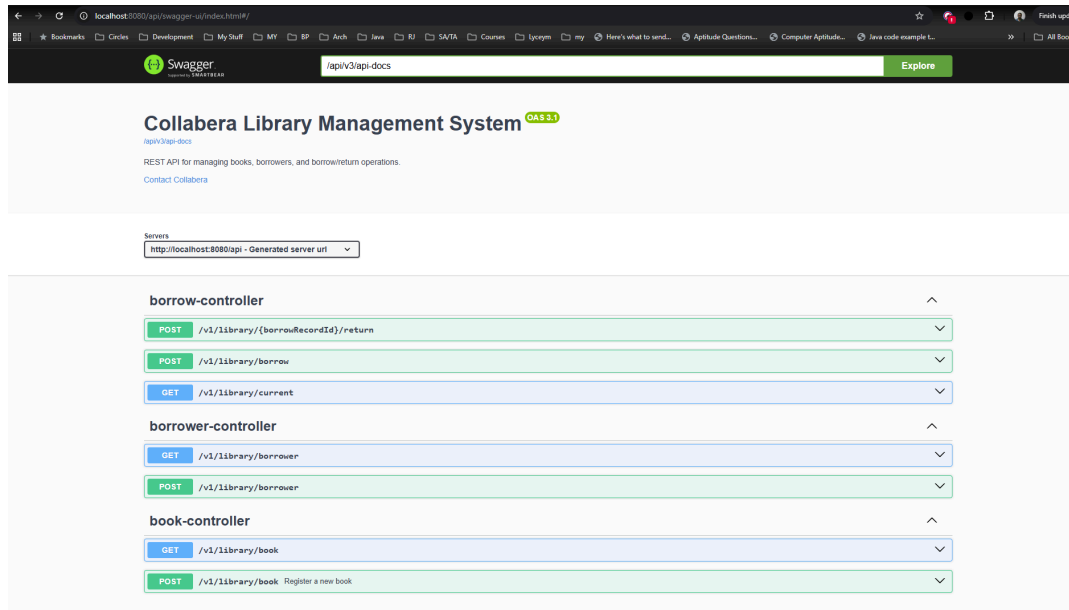 localhost:8080/api/swagger-ui/index.html#/
Finish upd
Bookmarks Circles Development My Stuff MY BP Arch Java RJ SA/TA Courses Lyceym my Here's what to send... Aptitude Questions... Computer Aptitude... Java code example t... » All Boo
Swagger.
Supported by SMARTBEAR
/api/v3/api-docs
Explore
Collabera Library Management System OAS 3.1
/api/v3/api-docs
REST API for managing books, borrowers, and borrow/return operations.
Contact Collabera
Servers
http://localhost:8080/api - Generated server url
borrow-controller
POST /v1/library/{borrowRecordId}/return
POST /v1/library/borrow
GET /v1/library/current
borrower-controller
GET /v1/library/borrower
POST /v1/library/borrower
book-controller
GET /v1/library/book
POST /v1/library/book Register a new book